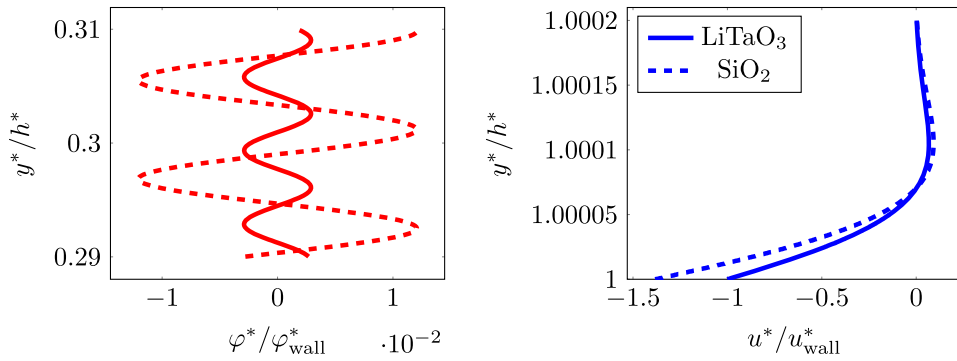 0.31
0.3
0.29
y*/h*
−1 0 1
φ*/φ*wall ·10−2
LiTaO3
SiO2
1.0002
1.00015
1.0001
1.00005
1
y*/h*
−1.5 −1 −0.5 0
u*/u*wall